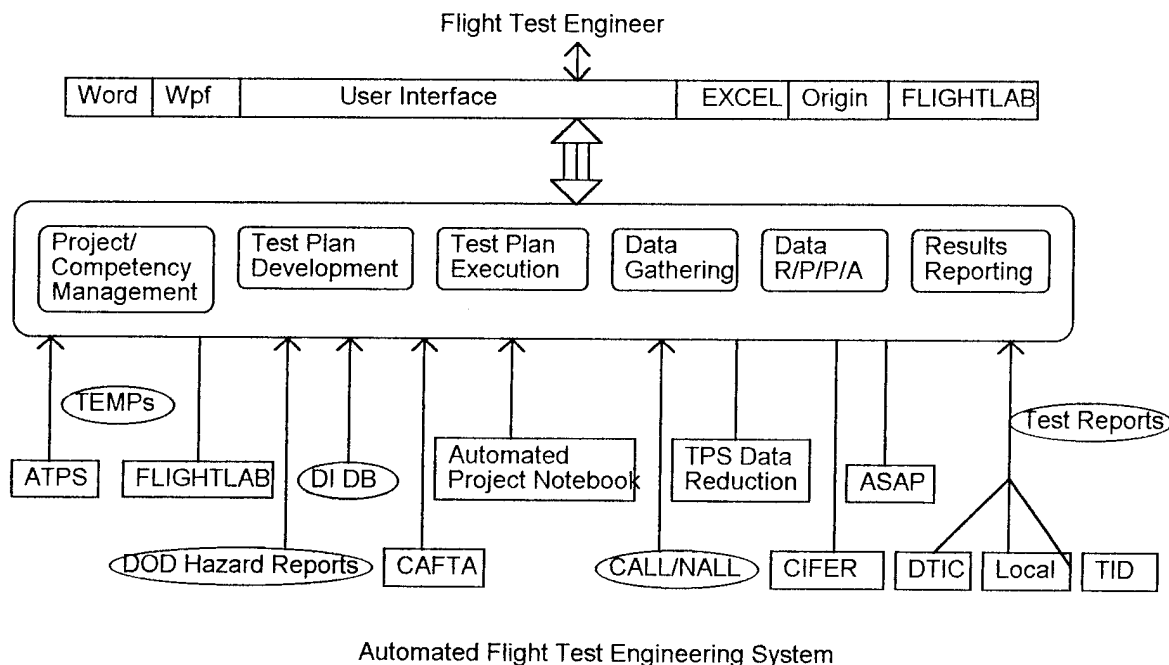 Flight Test Engineer
Word Wpf User Interface EXCEL Origin FLIGHTLAB
Project/
Competency
Management
Test Plan
Development
Test Plan
Execution
Data
Gathering
Data
R/P/P/A
Results
Reporting
TEMPs
Test Reports
ATPS
FLIGHTLAB
DI DB
Automated
Project Notebook
TPS Data
Reduction
ASAP
DOD Hazard Reports
CAFTA
CALL/NALL
CIFER
DTIC
Local
TID
Automated Flight Test Engineering System